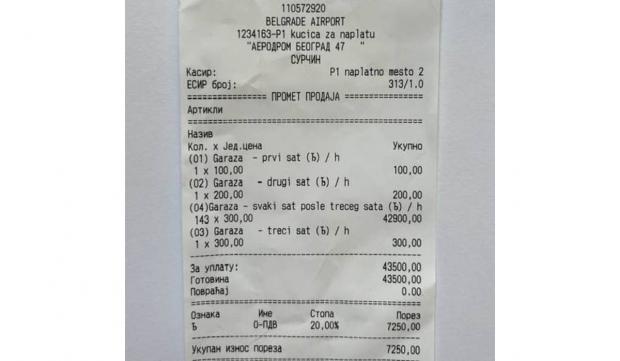 110572920
BELGRADE AIRPORT
1234163-P1 kucica za naplatu
"АЕРОДРОМ БЕОГРАД 47 "
СУРЧИН
Касир: P1 naplatno mesto 2
ЕСИР број: 313/1.0
================ ПРОМЕТ ПРОДАЈА ================
Артикли
================================================
Назив
Кол. x Јед.цена Укупно
(01) Garaza - prvi sat (Ђ) / h
1 x 100,00 100,00
(02) Garaza - drugi sat (Ђ) / h
1 x 200,00 200,00
(04)Garaza - svaki sat posle treceg sata (Ђ) / h
143 x 300,00 42900,00
(03) Garaza - treci sat (Ђ) / h
1 x 300,00 300,00
------------------------------------------------
За уплату: 43500,00
Готовина 43500,00
Повраћај 0.00
================================================
Ознака Име Стопа Порез
Ђ О-ПДВ 20,00% 7250,00
------------------------------------------------
Укупан износ пореза 7250,00